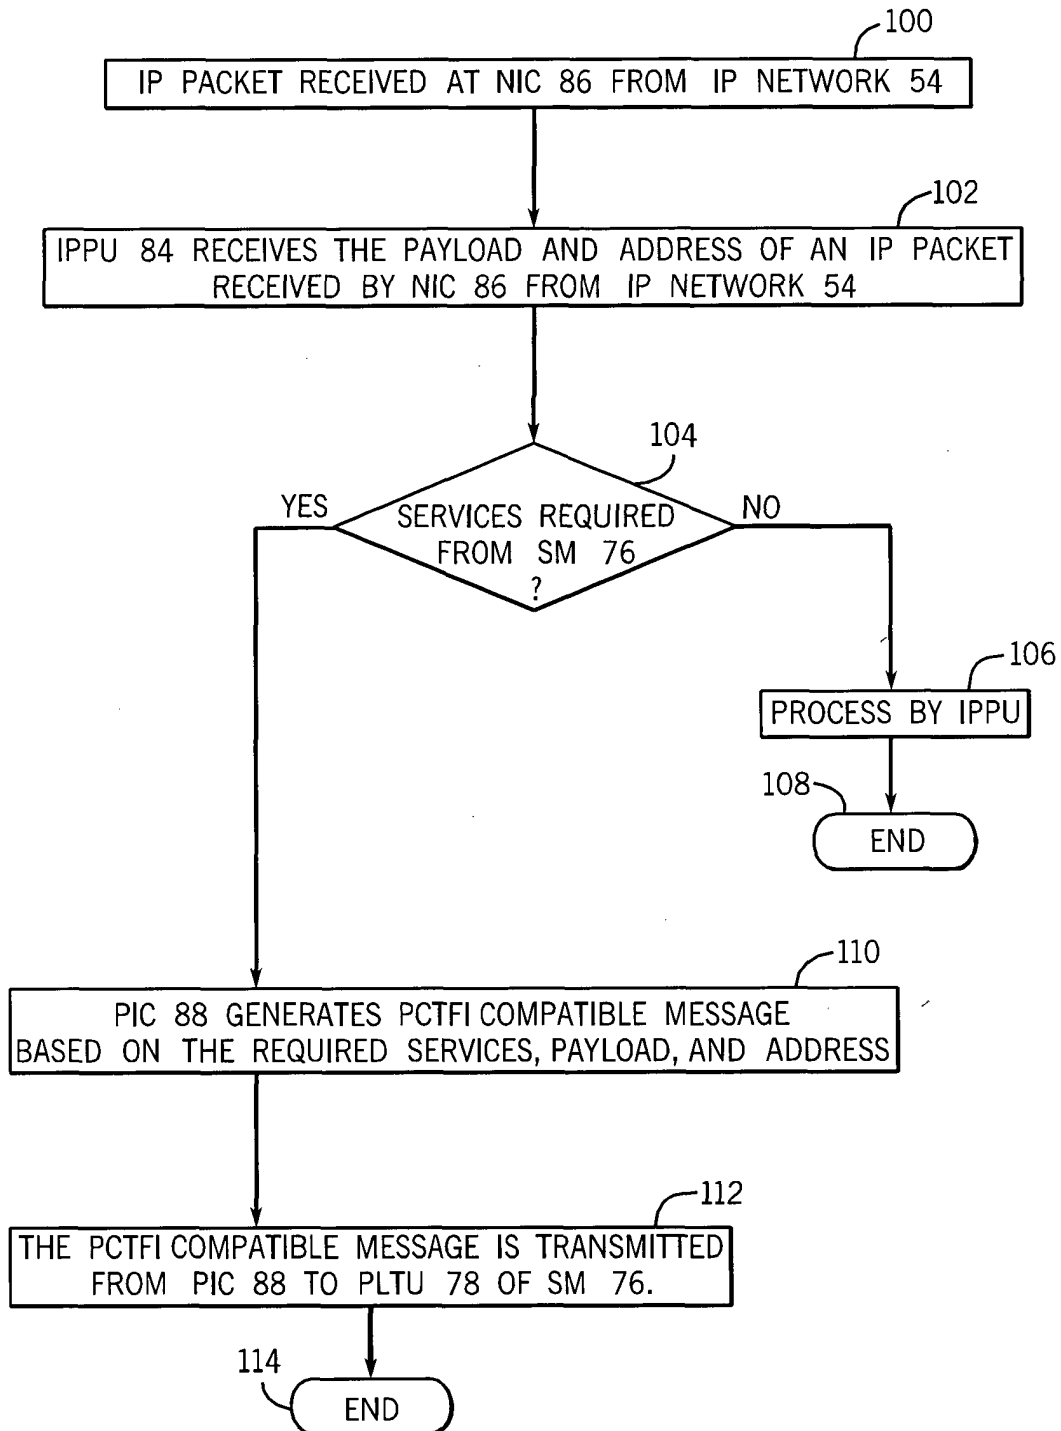 100
IP PACKET RECEIVED AT NIC 86 FROM IP NETWORK 54
102
IPPU 84 RECEIVES THE PAYLOAD AND ADDRESS OF AN IP PACKET
RECEIVED BY NIC 86 FROM IP NETWORK 54
104
YES
NO
SERVICES REQUIRED
FROM SM 76
?
106
PROCESS BY IPPU
108
END
110
PIC 88 GENERATES PCTFI COMPATIBLE MESSAGE
BASED ON THE REQUIRED SERVICES, PAYLOAD, AND ADDRESS
112
THE PCTFI COMPATIBLE MESSAGE IS TRANSMITTED
FROM PIC 88 TO PLTU 78 OF SM 76.
114
END